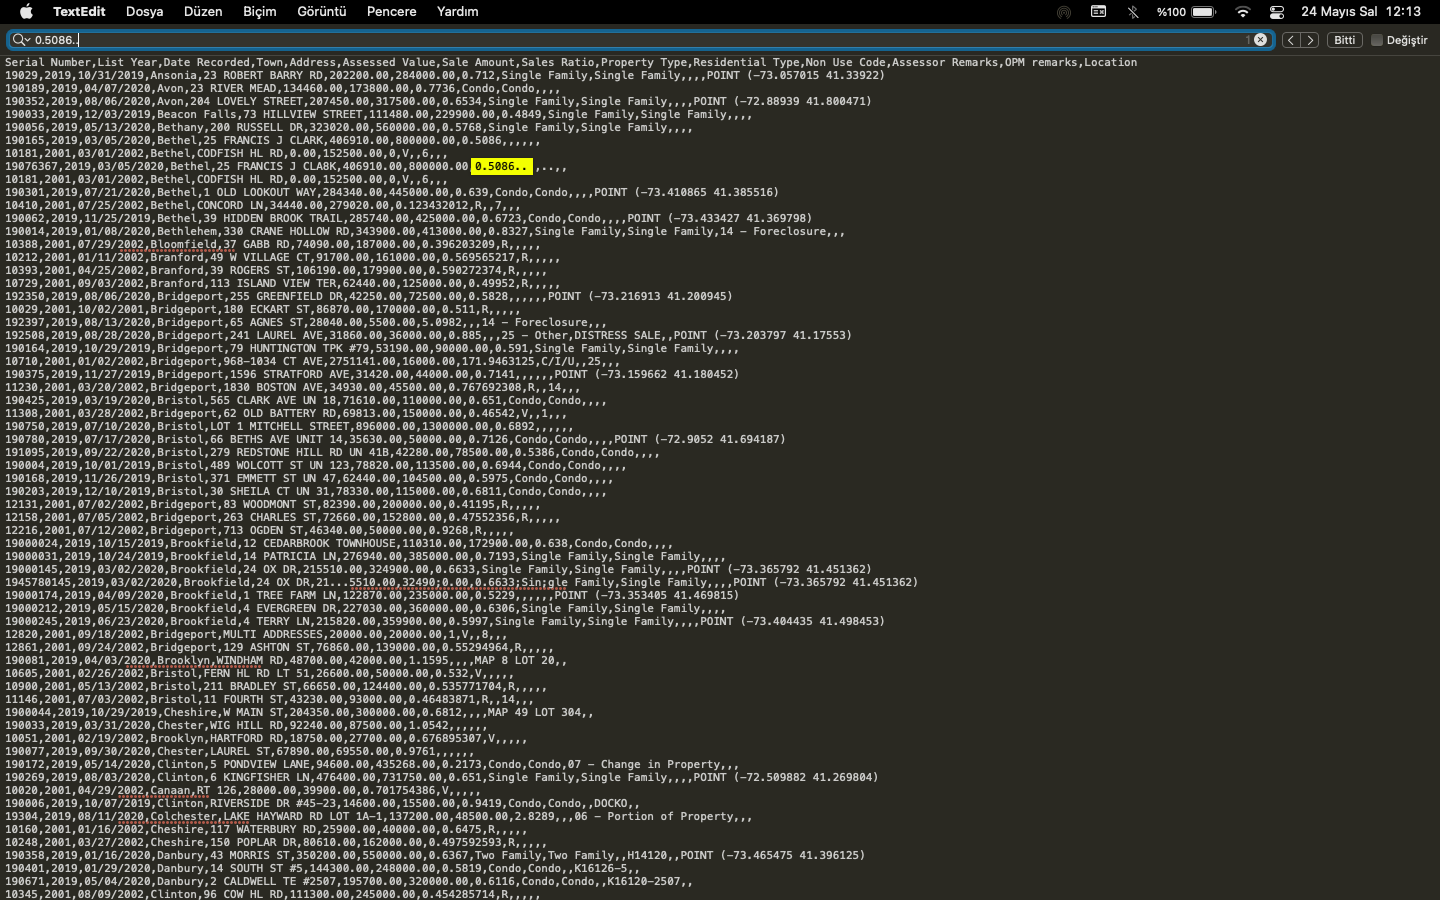 TextEdit Dosya Düzen Biçim Görüntü Pencere Yardım %100 24 Mayıs Sal 12:13
0.5086.. 1 Bitti Değiştir
Serial Number,List Year,Date Recorded,Town,Address,Assessed Value,Sale Amount,Sales Ratio,Property Type,Residential Type,Non Use Code,Assessor Remarks,OPM remarks,Location
19029,2019,10/31/2019,Ansonia,23 ROBERT BARRY RD,202200.00,284000.00,0.712,Single Family,Single Family,,,,POINT (-73.057015 41.33922)
190189,2019,04/07/2020,Avon,23 RIVER MEAD,134460.00,173800.00,0.7736,Condo,Condo,,,,
190352,2019,08/06/2020,Avon,204 LOVELY STREET,207450.00,317500.00,0.6534,Single Family,Single Family,,,,POINT (-72.88939 41.800471)
190033,2019,12/03/2019,Beacon Falls,73 HILLVIEW STREET,111480.00,229900.00,0.4849,Single Family,Single Family,,,,
190056,2019,05/13/2020,Bethany,200 RUSSELL DR,323020.00,560000.00,0.5768,Single Family,Single Family,,,,
190165,2019,03/05/2020,Bethel,25 FRANCIS J CLARK,406910.00,800000.00,0.5086,,,,,,
10181,2001,03/01/2002,Bethel,CODFISH HL RD,0.00,152500.00,0,V,,6,,,
19076367,2019,03/05/2020,Bethel,25 FRANCIS J CLA8K,406910.00,800000.00,0.5086.. ,..,,
10181,2001,03/01/2002,Bethel,CODFISH HL RD,0.00,152500.00,0,V,,6,,,
190301,2019,07/21/2020,Bethel,1 OLD LOOKOUT WAY,284340.00,445000.00,0.639,Condo,Condo,,,,POINT (-73.410865 41.385516)
10410,2001,07/25/2002,Bethel,CONCORD LN,34440.00,279020.00,0.123432012,R,,7,,,
190062,2019,11/25/2019,Bethel,39 HIDDEN BROOK TRAIL,285740.00,425000.00,0.6723,Condo,Condo,,,,POINT (-73.433427 41.369798)
190014,2019,01/08/2020,Bethlehem,330 CRANE HOLLOW RD,343900.00,413000.00,0.8327,Single Family,Single Family,14 - Foreclosure,,,
10388,2001,07/29/2002,Bloomfield,37 GABB RD,74090.00,187000.00,0.396203209,R,,,,,
10212,2001,01/11/2002,Branford,49 W VILLAGE CT,91700.00,161000.00,0.569565217,R,,,,,
10393,2001,04/25/2002,Branford,39 ROGERS ST,106190.00,179900.00,0.590272374,R,,,,,
10729,2001,09/03/2002,Branford,113 ISLAND VIEW TER,62440.00,125000.00,0.49952,R,,,,,
192350,2019,08/06/2020,Bridgeport,255 GREENFIELD DR,42250.00,72500.00,0.5828,,,,,,POINT (-73.216913 41.200945)
10029,2001,10/02/2001,Bridgeport,180 ECKART ST,86870.00,170000.00,0.511,R,,,,,
192397,2019,08/13/2020,Bridgeport,65 AGNES ST,28040.00,5500.00,5.0982,,,14 - Foreclosure,,,
192508,2019,08/28/2020,Bridgeport,241 LAUREL AVE,31860.00,36000.00,0.885,,,25 - Other,DISTRESS SALE,,POINT (-73.203797 41.17553)
190164,2019,10/29/2019,Bridgeport,79 HUNTINGTON TPK #79,53190.00,90000.00,0.591,Single Family,Single Family,,,,
10710,2001,01/02/2002,Bridgeport,968-1034 CT AVE,2751141.00,16000.00,171.9463125,C/I/U,,25,,,
190375,2019,11/27/2019,Bridgeport,1596 STRATFORD AVE,31420.00,44000.00,0.7141,,,,,,POINT (-73.159662 41.180452)
11230,2001,03/20/2002,Bridgeport,1830 BOSTON AVE,34930.00,45500.00,0.767692308,R,,14,,,
190425,2019,03/19/2020,Bristol,565 CLARK AVE UN 18,71610.00,110000.00,0.651,Condo,Condo,,,,
11308,2001,03/28/2002,Bridgeport,62 OLD BATTERY RD,69813.00,150000.00,0.46542,V,,1,,,
190750,2019,07/10/2020,Bristol,LOT 1 MITCHELL STREET,896000.00,1300000.00,0.6892,,,,,,
190780,2019,07/17/2020,Bristol,66 BETHS AVE UNIT 14,35630.00,50000.00,0.7126,Condo,Condo,,,,POINT (-72.9052 41.694187)
191095,2019,09/22/2020,Bristol,279 REDSTONE HILL RD UN 41B,42280.00,78500.00,0.5386,Condo,Condo,,,,
190004,2019,10/01/2019,Bristol,489 WOLCOTT ST UN 123,78820.00,113500.00,0.6944,Condo,Condo,,,,
190168,2019,11/26/2019,Bristol,371 EMMETT ST UN 47,62440.00,104500.00,0.5975,Condo,Condo,,,,
190203,2019,12/10/2019,Bristol,30 SHEILA CT UN 31,78330.00,115000.00,0.6811,Condo,Condo,,,,
12131,2001,07/02/2002,Bridgeport,83 WOODMONT ST,82390.00,200000.00,0.41195,R,,,,,
12158,2001,07/05/2002,Bridgeport,263 CHARLES ST,72660.00,152800.00,0.47552356,R,,,,,
12216,2001,07/12/2002,Bridgeport,713 OGDEN ST,46340.00,50000.00,0.9268,R,,,,,
19000024,2019,10/15/2019,Brookfield,12 CEDARBROOK TOWNHOUSE,110310.00,172900.00,0.638,Condo,Condo,,,,
19000031,2019,10/24/2019,Brookfield,14 PATRICIA LN,276940.00,385000.00,0.7193,Single Family,Single Family,,,,
19000145,2019,03/02/2020,Brookfield,24 OX DR,215510.00,324900.00,0.6633,Single Family,Single Family,,,,POINT (-73.365792 41.451362)
1945780145,2019,03/02/2020,Brookfield,24 OX DR,21...5510.00,32490;0.00,0.6633;Sin;gle Family,Single Family,,,,POINT (-73.365792 41.451362)
19000174,2019,04/09/2020,Brookfield,1 TREE FARM LN,122870.00,235000.00,0.5229,,,,,,POINT (-73.353405 41.469815)
19000212,2019,05/15/2020,Brookfield,4 EVERGREEN DR,227030.00,360000.00,0.6306,Single Family,Single Family,,,,
19000245,2019,06/23/2020,Brookfield,4 TERRY LN,215820.00,359900.00,0.5997,Single Family,Single Family,,,,POINT (-73.404435 41.498453)
12820,2001,09/18/2002,Bridgeport,MULTI ADDRESSES,20000.00,20000.00,1,V,,8,,,
12861,2001,09/24/2002,Bridgeport,129 ASHTON ST,76860.00,139000.00,0.55294964,R,,,,,
190081,2019,04/03/2020,Brooklyn,WINDHAM RD,48700.00,42000.00,1.1595,,,,MAP 8 LOT 20,,
10605,2001,02/26/2002,Bristol,FERN HL RD LT 51,26600.00,50000.00,0.532,V,,,,,
10900,2001,05/13/2002,Bristol,211 BRADLEY ST,66650.00,124400.00,0.535771704,R,,,,,
11146,2001,07/03/2002,Bristol,11 FOURTH ST,43230.00,93000.00,0.46483871,R,,14,,,
1900044,2019,10/29/2019,Cheshire,W MAIN ST,204350.00,300000.00,0.6812,,,,MAP 49 LOT 304,,
190033,2019,03/31/2020,Chester,WIG HILL RD,92240.00,87500.00,1.0542,,,,,,
10051,2001,02/19/2002,Brooklyn,HARTFORD RD,18750.00,27700.00,0.676895307,V,,,,,
190077,2019,09/30/2020,Chester,LAUREL ST,67890.00,69550.00,0.9761,,,,,,
190172,2019,05/14/2020,Clinton,5 PONDVIEW LANE,94600.00,435268.00,0.2173,Condo,Condo,07 - Change in Property,,,
190269,2019,08/03/2020,Clinton,6 KINGFISHER LN,476400.00,731750.00,0.651,Single Family,Single Family,,,,POINT (-72.509882 41.269804)
10020,2001,04/29/2002,Canaan,RT 126,28000.00,39900.00,0.701754386,V,,,,,
190006,2019,10/07/2019,Clinton,RIVERSIDE DR #45-23,14600.00,15500.00,0.9419,Condo,Condo,,DOCKO,,
19304,2019,08/11/2020,Colchester,LAKE HAYWARD RD LOT 1A-1,137200.00,48500.00,2.8289,,,06 - Portion of Property,,,
10160,2001,01/16/2002,Cheshire,117 WATERBURY RD,25900.00,40000.00,0.6475,R,,,,,
10248,2001,03/27/2002,Cheshire,150 POPLAR DR,80610.00,162000.00,0.497592593,R,,,,,
190358,2019,01/16/2020,Danbury,43 MORRIS ST,350200.00,550000.00,0.6367,Two Family,Two Family,,H14120,,POINT (-73.465475 41.396125)
190401,2019,01/29/2020,Danbury,14 SOUTH ST #5,144300.00,248000.00,0.5819,Condo,Condo,,K16126-5,,
190671,2019,05/04/2020,Danbury,2 CALDWELL TE #2507,195700.00,320000.00,0.6116,Condo,Condo,,K16120-2507,,
10345,2001,08/09/2002,Clinton,96 COW HL RD,111300.00,245000.00,0.454285714,R,,,,,